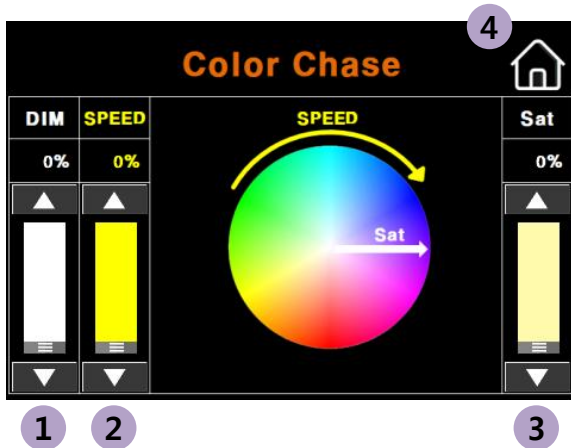 4
Color Chase
DIM SPEED SPEED Sat
0% 0% 0%
Sat
1 2 3